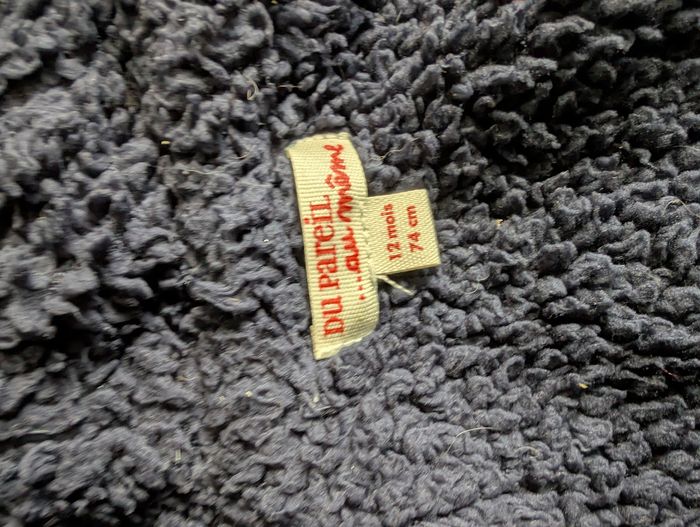 DU PAREIL
...au même
12 mois
74 cm